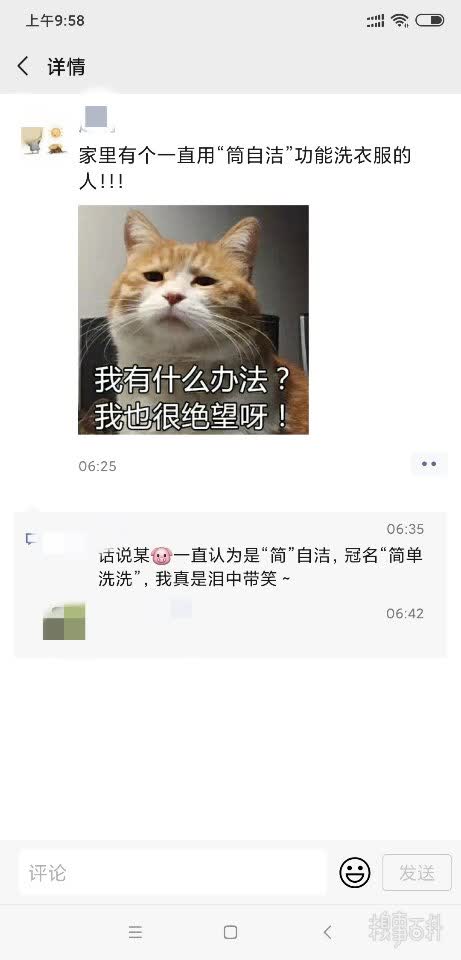 上午9:58
详情
家里有个一直用“筒自洁”功能洗衣服的
人!!!
我有什么办法？
我也很绝望呀！
06:25
06:35
话说某🐷一直认为是“简”自洁, 冠名“简单
洗洗”, 我真是泪中带笑~
06:42
评论
发送
糗事百科